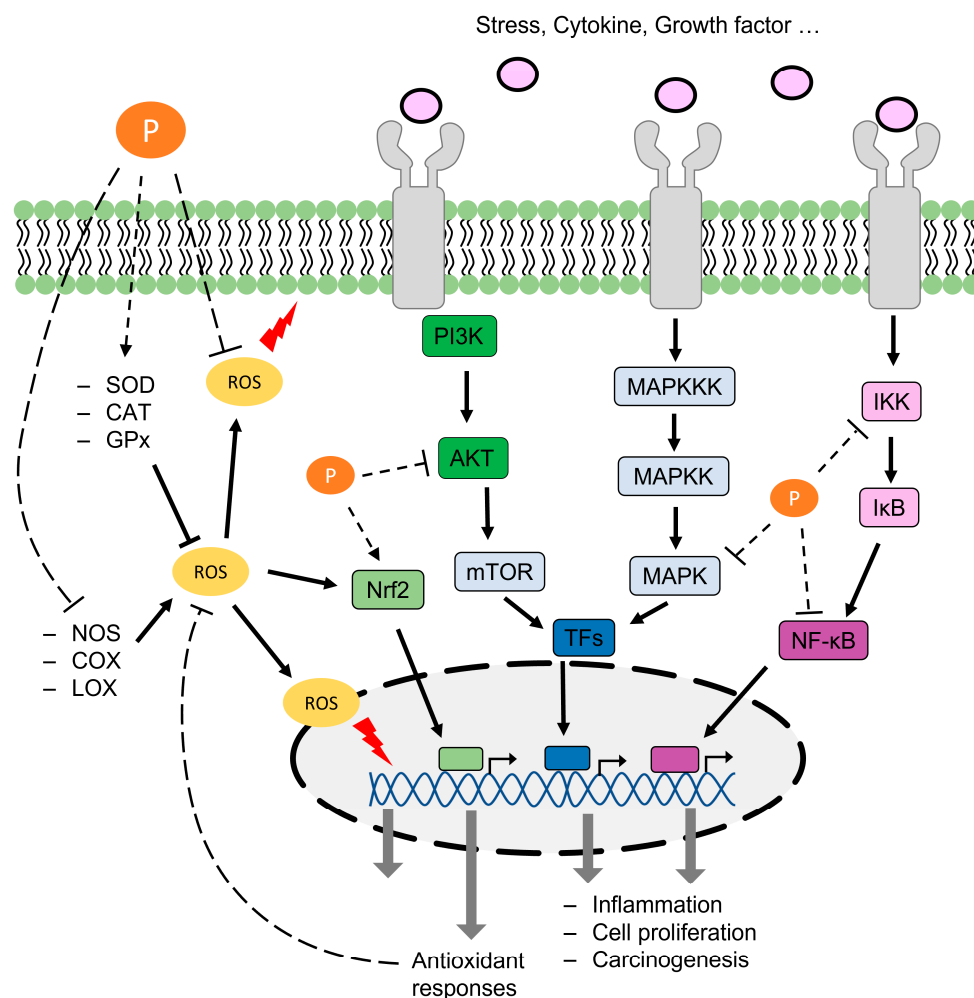 Stress, Cytokine, Growth factor …
P
PI3K
MAPKKK
IKK
ROS
– SOD
– CAT
– GPx
AKT
P
MAPKK
P
IκB
ROS
Nrf2
mTOR
MAPK
– NOS
– COX
– LOX
TFs
NF-κB
ROS
– Inflammation
– Cell proliferation
– Carcinogenesis
Antioxidant
responses